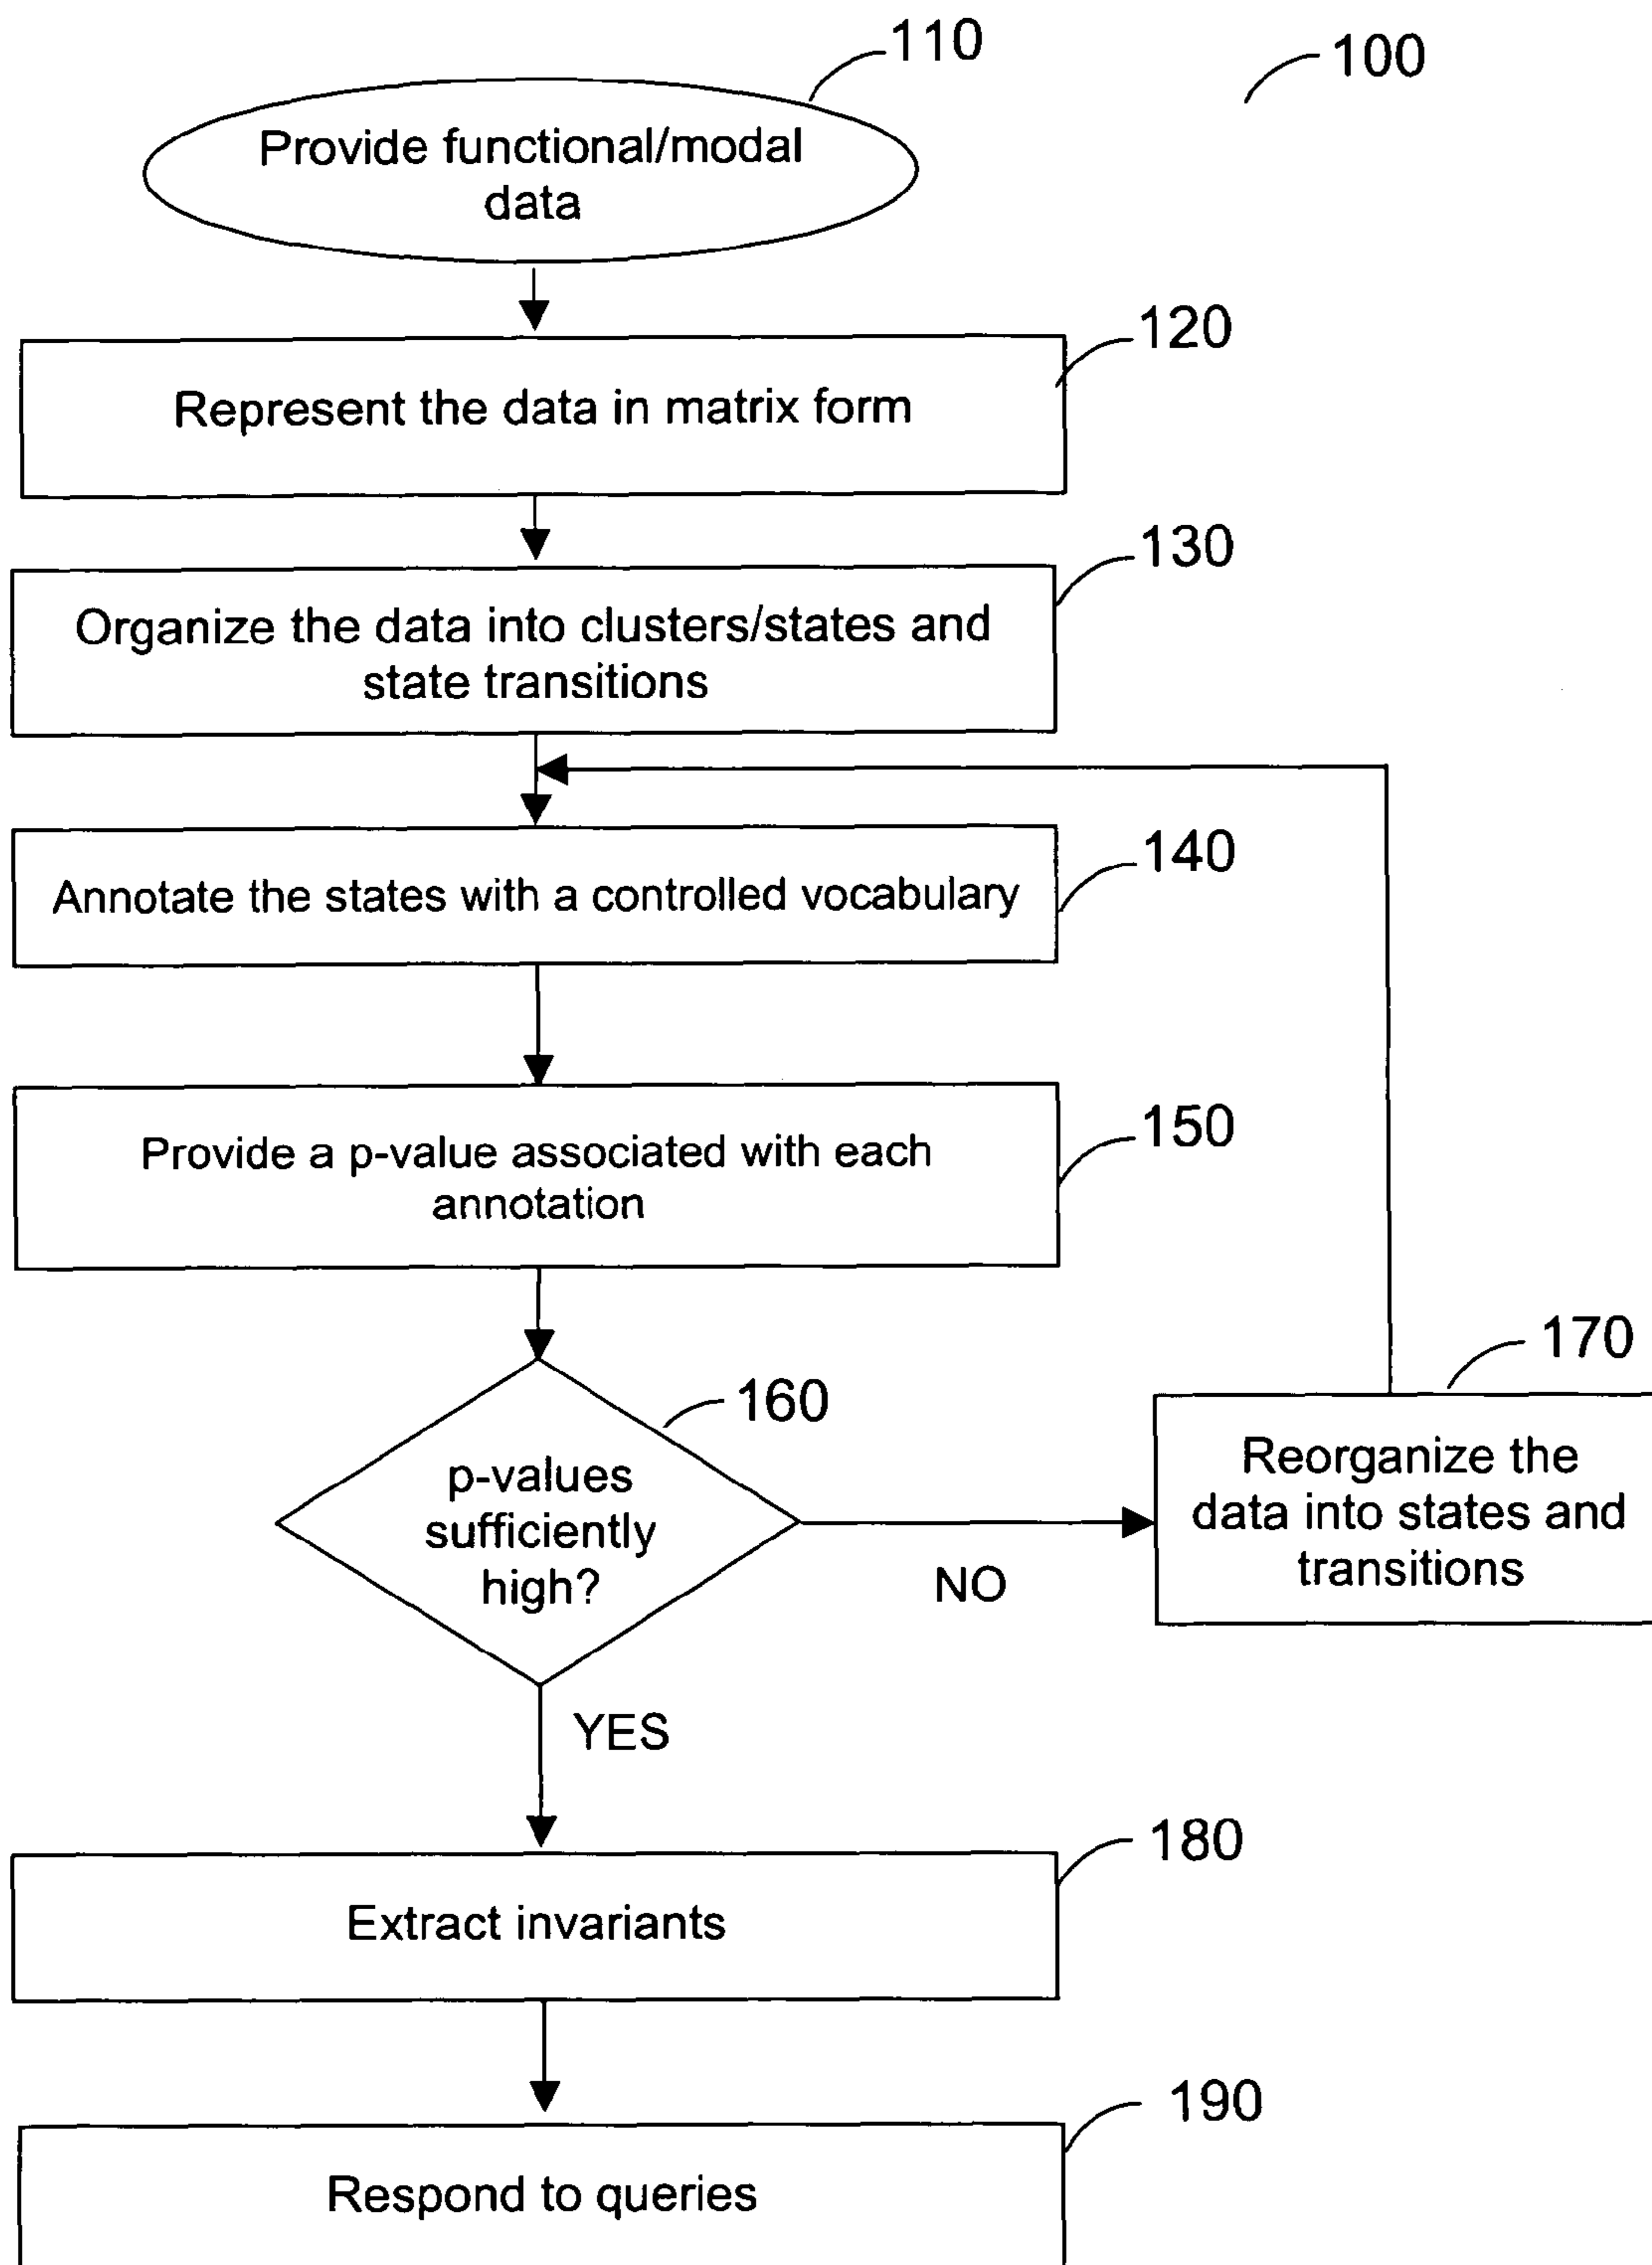 110
100
Provide functional/modal
data
120
Represent the data in matrix form
130
Organize the data into clusters/states and
state transitions
140
Annotate the states with a controlled vocabulary
150
Provide a p-value associated with each
annotation
160
p-values
sufficiently
high?
NO
170
Reorganize the
data into states and
transitions
YES
180
Extract invariants
190
Respond to queries